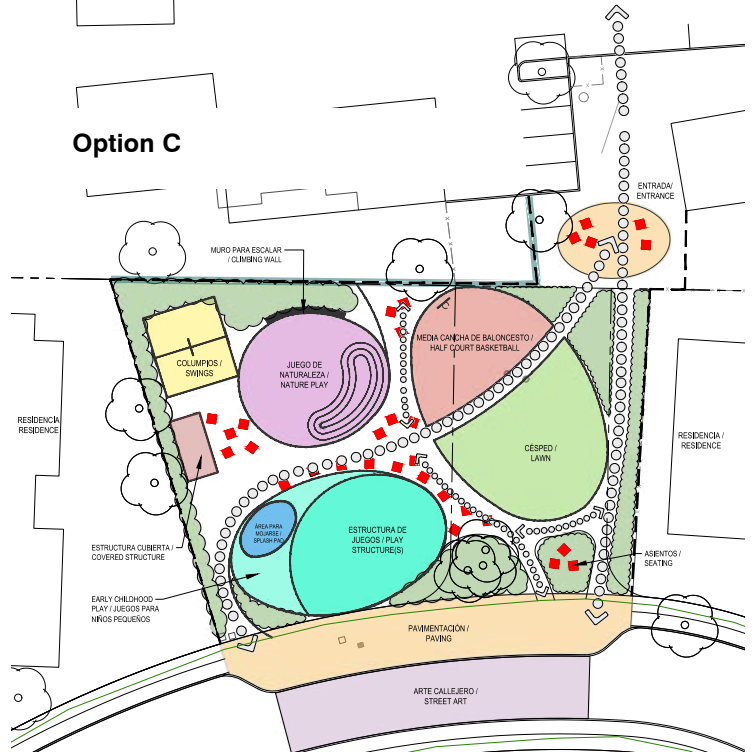 Option C
ENTRADA/
ENTRANCE
MURO PARA ESCALAR
/ CLIMBING WALL
MEDIA CANCHA DE BALONCESTO /
HALF COURT BASKETBALL
COLUMPIOS /
SWINGS
JUEGO DE
NATURALEZA /
NATURE PLAY
RESIDENCIA
RESIDENCE
RESIDENCIA /
RESIDENCE
CÉSPED /
LAWN
ÁREA PARA
MOJARSE /
SPLASH PAD
ESTRUCTURA DE
JUEGOS / PLAY
STRUCTURE(S)
ESTRUCTURA CUBIERTA /
COVERED STRUCTURE
ASIENTOS /
SEATING
EARLY CHILDHOOD
PLAY / JUEGOS PARA
NIÑOS PEQUEÑOS
PAVIMENTACIÓN /
PAVING
ARTE CALLEJERO /
STREET ART